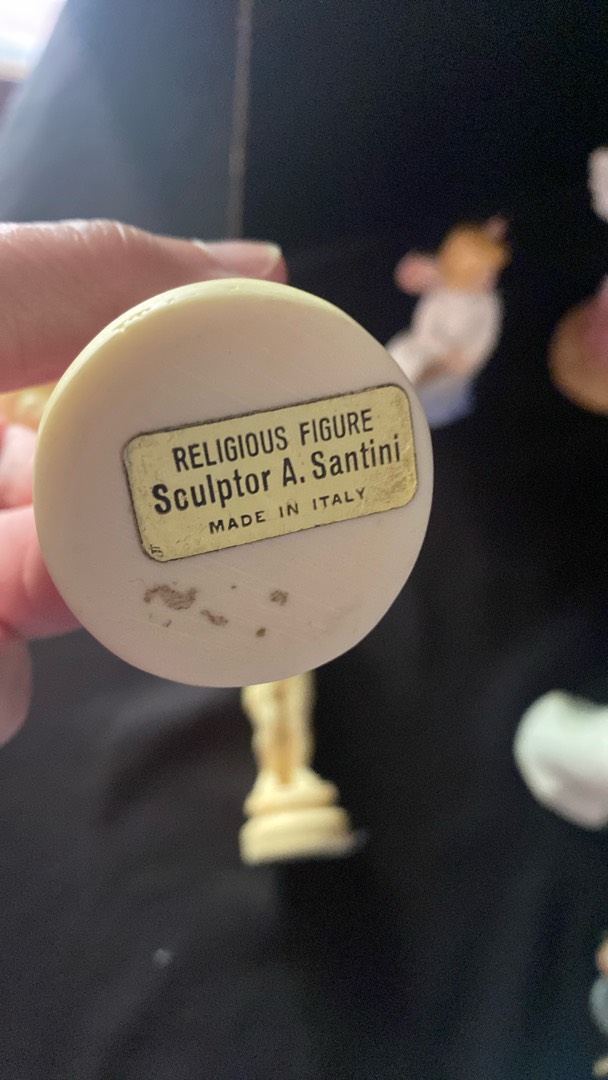 RELIGIOUS FIGURE
Sculptor A. Santini
MADE IN ITALY